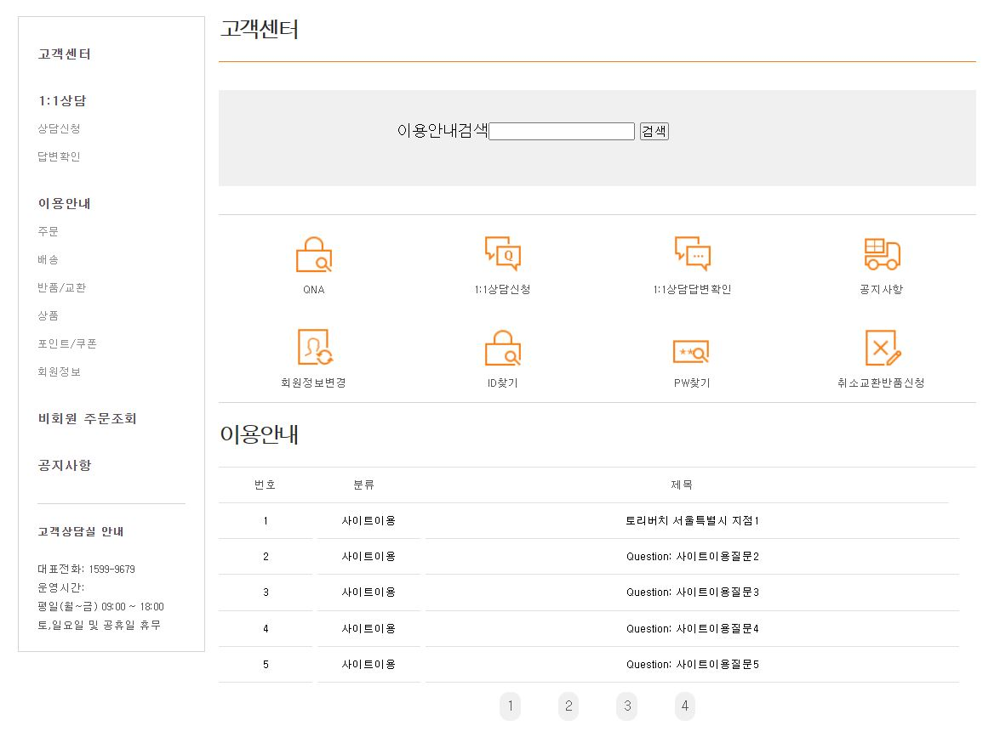 고객센터
1:1상담
상담신청
답변확인
이용안내
주문
배송
반품/교환
상품
포인트/쿠폰
회원정보
비회원 주문조회
공지사항
고객상담실 안내
대표전화: 1599-9679
운영시간:
평일(월~금) 09:00 ~ 18:00
토,일요일 및 공휴일 휴무
고객센터
이용안내검색 검색
Q
QNA 1:1상담신청 1:1상담답변확인 공지사항
**
회원정보변경 ID찾기 PW찾기 취소교환반품신청
이용안내
번호 분류 제목
1 사이트이용 토리버치 서울특별시 지점1
2 사이트이용 Question: 사이트이용질문2
3 사이트이용 Question: 사이트이용질문3
4 사이트이용 Question: 사이트이용질문4
5 사이트이용 Question: 사이트이용질문5
1 2 3 4